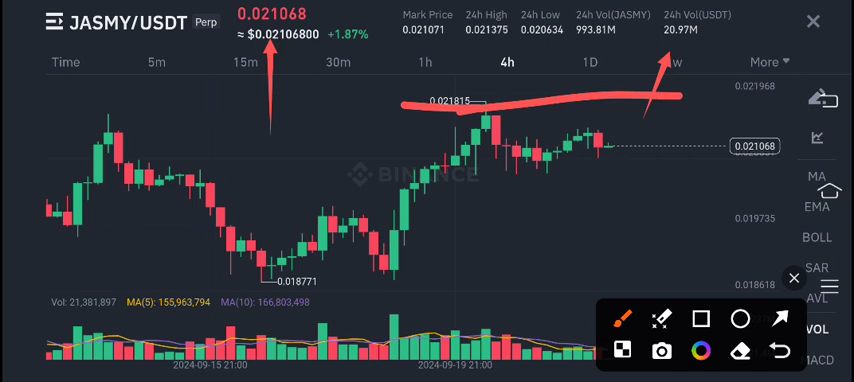 JASMY/USDT Perp
0.021068
≈ $0.02106800 +1.87%
Mark Price 24h High 24h Low 24h Vol(JASMY) 24h Vol(USDT)
0.021071 0.021375 0.020634 993.81M 20.97M
Time 5m 15m 30m 1h 4h 1D w More
0.021968
0.021815
0.021068
BINANCE
MA
EMA
0.019735
BOLL
SAR
0.018771
0.018618
AVL
Vol: 21,381,897 MA(5): 155,963,794 MA(10): 166,803,498
VOL
MACD
2024-09-15 21:00 2024-09-19 21:00